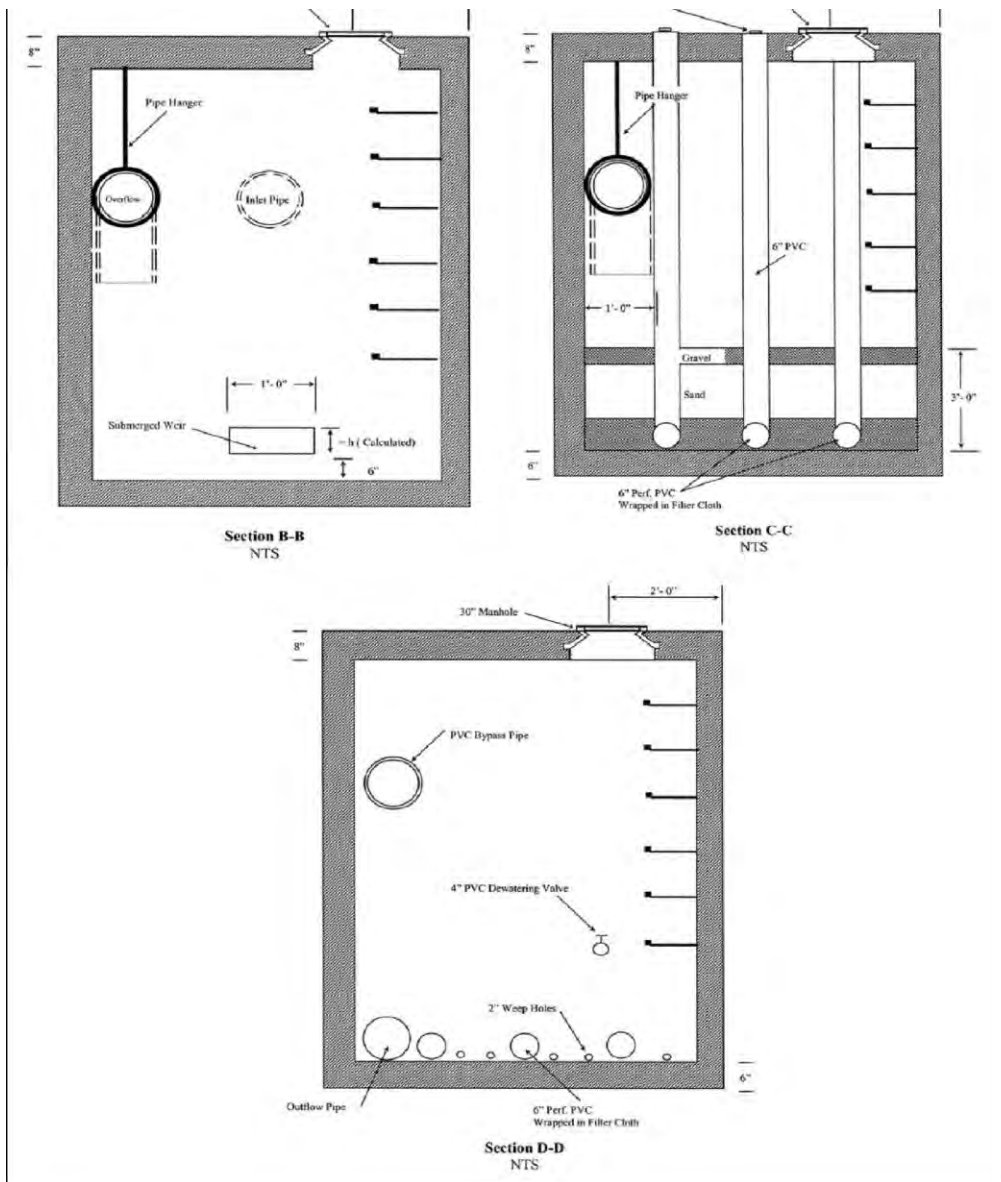 8"
Pipe Hanger
Overflow
Inlet Pipe
1'- 0"
Submerged Weir
= h ( Calculated)
6"
Section B-B
NTS
8"
Pipe Hanger
6" PVC
1'- 0"
Gravel
Sand
3'- 0"
6"
6" Perf. PVC
Wrapped in Filter Cloth
Section C-C
NTS
2'- 0"
30" Manhole
8"
PVC Bypass Pipe
4" PVC Dewatering Valve
2" Weep Holes
6"
Outflow Pipe
6" Perf. PVC
Wrapped in Filter Cloth
Section D-D
NTS